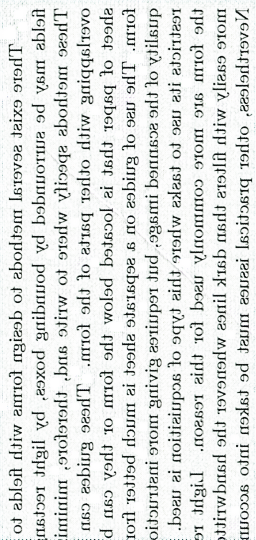 There exist several methods to design forms with fields to
fields may be surrounded by bounding boxes, by light rectang
These methods specify where to write and, therefore, minimi
overlapping with other parts of the form. These guides can
sheet of paper that is located below the form or they can b
form. The use of guides on a separate sheet is much better fro
quality of the scanned image, but requires giving more instructio
restricts its use to tasks where this type of acquisition is used.
the form are more commonly used for this reason. Light re
more easily with filters than dark lines whenever the handwritte
Nevertheless, other practical issues must be taken into accoun